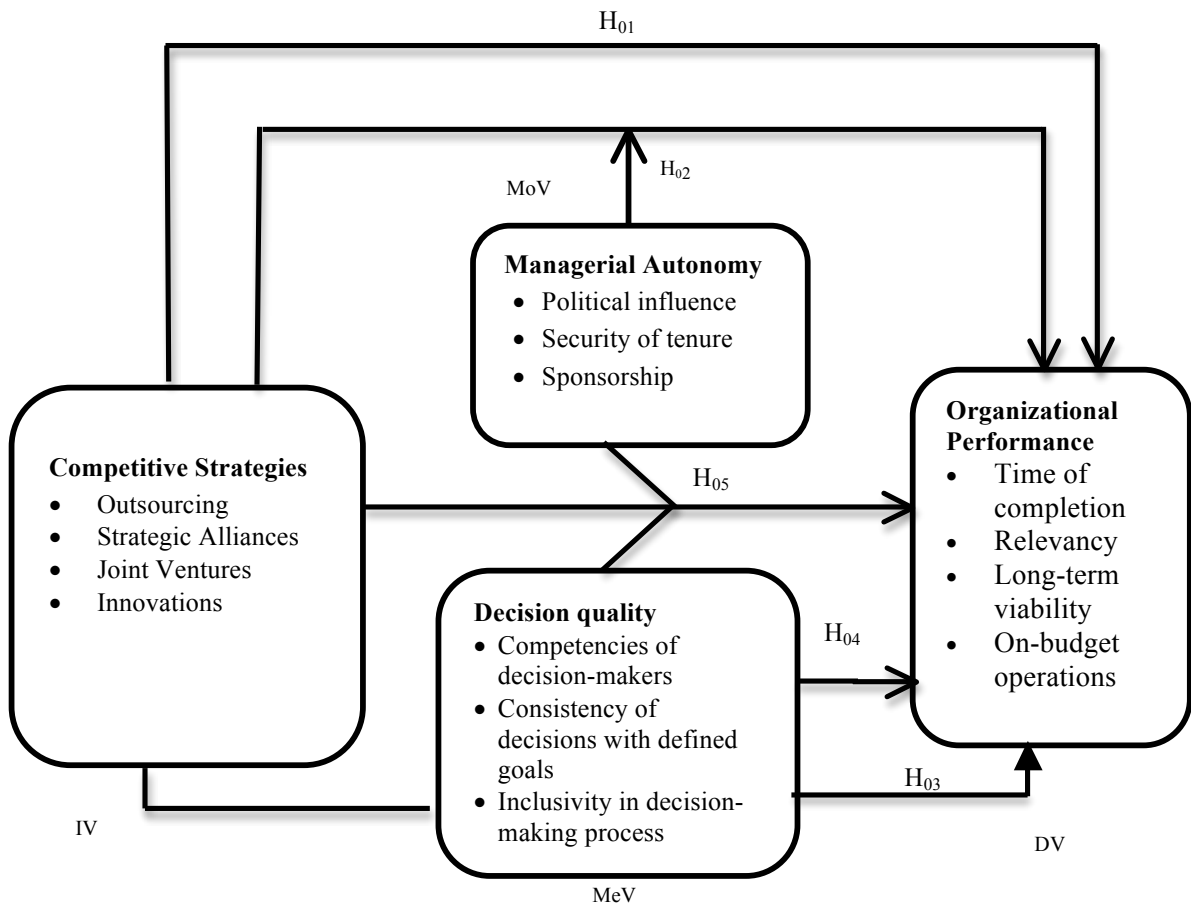 H01
H02
MoV
Managerial Autonomy
• Political influence
• Security of tenure
• Sponsorship
Competitive Strategies
• Outsourcing
• Strategic Alliances
• Joint Ventures
• Innovations
H05
Organizational
Performance
• Time of
completion
• Relevancy
• Long-term
viability
• On-budget
operations
Decision quality
• Competencies of
decision-makers
• Consistency of
decisions with defined
goals
• Inclusivity in decision-
making process
H04
H03
IV
DV
MeV